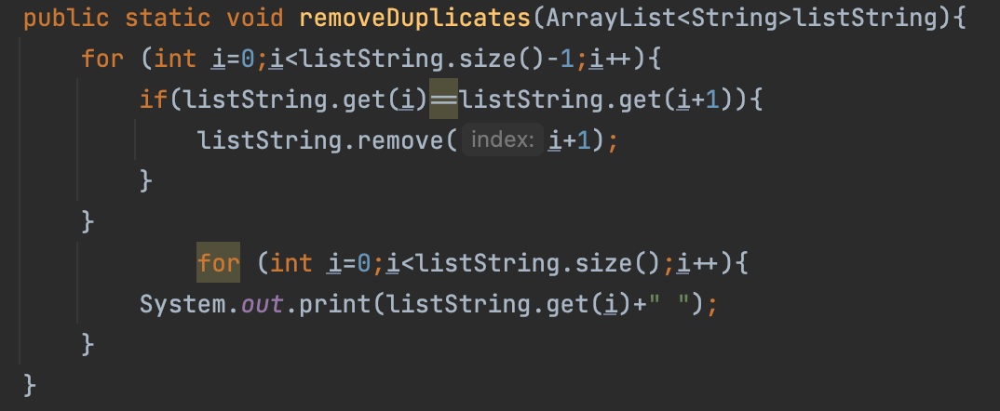 public static void removeDuplicates(ArrayList<String>listString){
    for (int i=0;i<listString.size()-1;i++){
        if(listString.get(i)==listString.get(i+1)){
            listString.remove( index: i+1);
        }
    }
            for (int i=0;i<listString.size();i++){
        System.out.print(listString.get(i)+" ");
    }
}